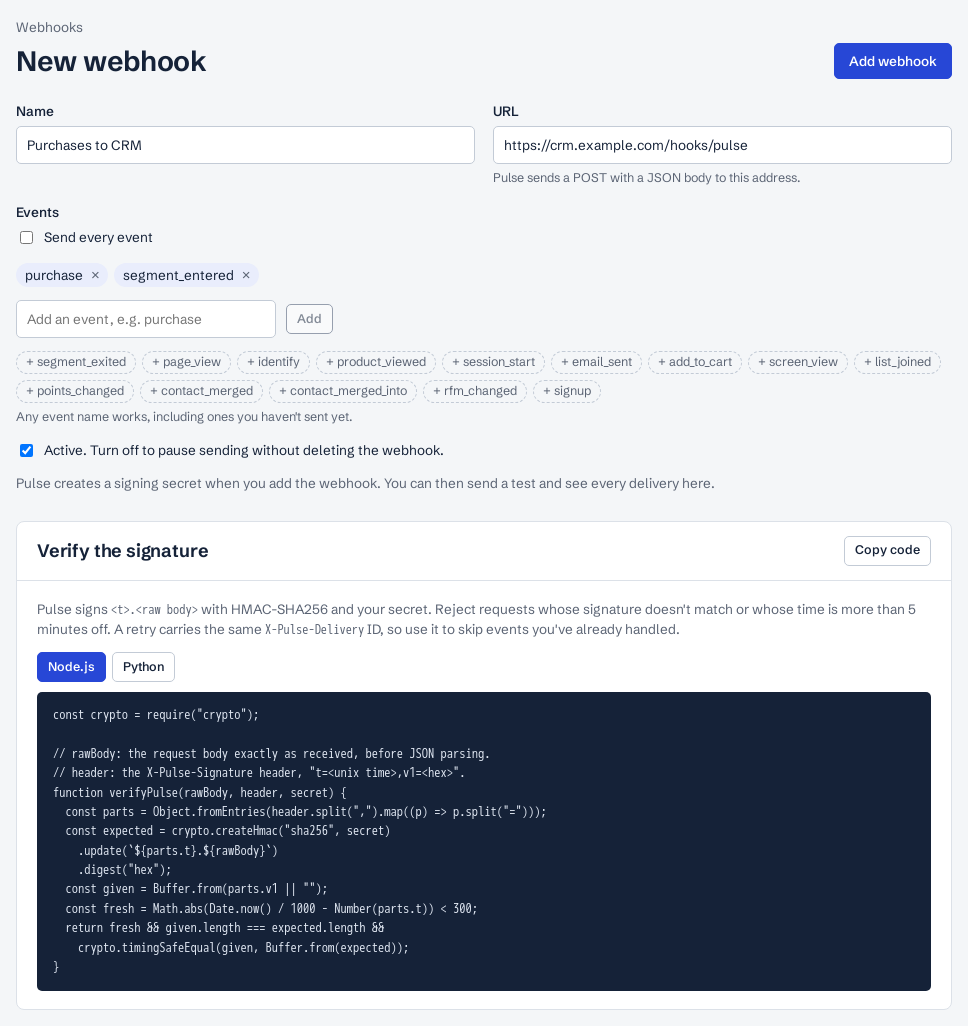 Webhooks
New webhook
Add webhook
Name
URL
Purchases to CRM
https://crm.example.com/hooks/pulse
Pulse sends a POST with a JSON body to this address.
Events
Send every event
purchase × segment_entered ×
Add an event, e.g. purchase
Add
+ segment_exited + page_view + identify + product_viewed + session_start + email_sent + add_to_cart + screen_view + list_joined
+ points_changed + contact_merged + contact_merged_into + rfm_changed + signup
Any event name works, including ones you haven't sent yet.
Active. Turn off to pause sending without deleting the webhook.
Pulse creates a signing secret when you add the webhook. You can then send a test and see every delivery here.
Verify the signature
Copy code
Pulse signs <t>.<raw body> with HMAC-SHA256 and your secret. Reject requests whose signature doesn't match or whose time is more than 5
minutes off. A retry carries the same X-Pulse-Delivery ID, so use it to skip events you've already handled.
Node.js
Python
const crypto = require("crypto");
// rawBody: the request body exactly as received, before JSON parsing.
// header: the X-Pulse-Signature header, "t=<unix time>,v1=<hex>".
function verifyPulse(rawBody, header, secret) {
  const parts = Object.fromEntries(header.split(",").map((p) => p.split("=")));
  const expected = crypto.createHmac("sha256", secret)
    .update(`${parts.t}.${rawBody}`)
    .digest("hex");
  const given = Buffer.from(parts.v1 || "");
  const fresh = Math.abs(Date.now() / 1000 - Number(parts.t)) < 300;
  return fresh && given.length === expected.length &&
    crypto.timingSafeEqual(given, Buffer.from(expected));
}